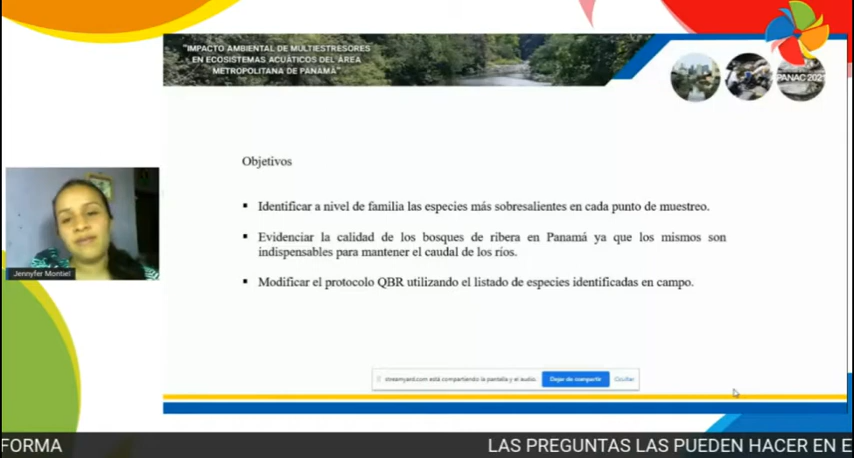 "IMPACTO AMBIENTAL DE MULTIESTRESORES
EN ECOSISTEMAS ACUÁTICOS DEL ÁREA
METROPOLITANA DE PANAMÁ"
PANAC 2021
Objetivos
▪ Identificar a nivel de familia las especies más sobresalientes en cada punto de muestreo.
▪ Evidenciar la calidad de los bosques de ribera en Panamá ya que los mismos son
indispensables para mantener el caudal de los ríos.
▪ Modificar el protocolo QBR utilizando el listado de especies identificadas en campo.
Jennyfer Montiel
streamyard.com está compartiendo la pantalla y el audio.
Dejar de compartir
Ocultar
FORMA
LAS PREGUNTAS LAS PUEDEN HACER EN E